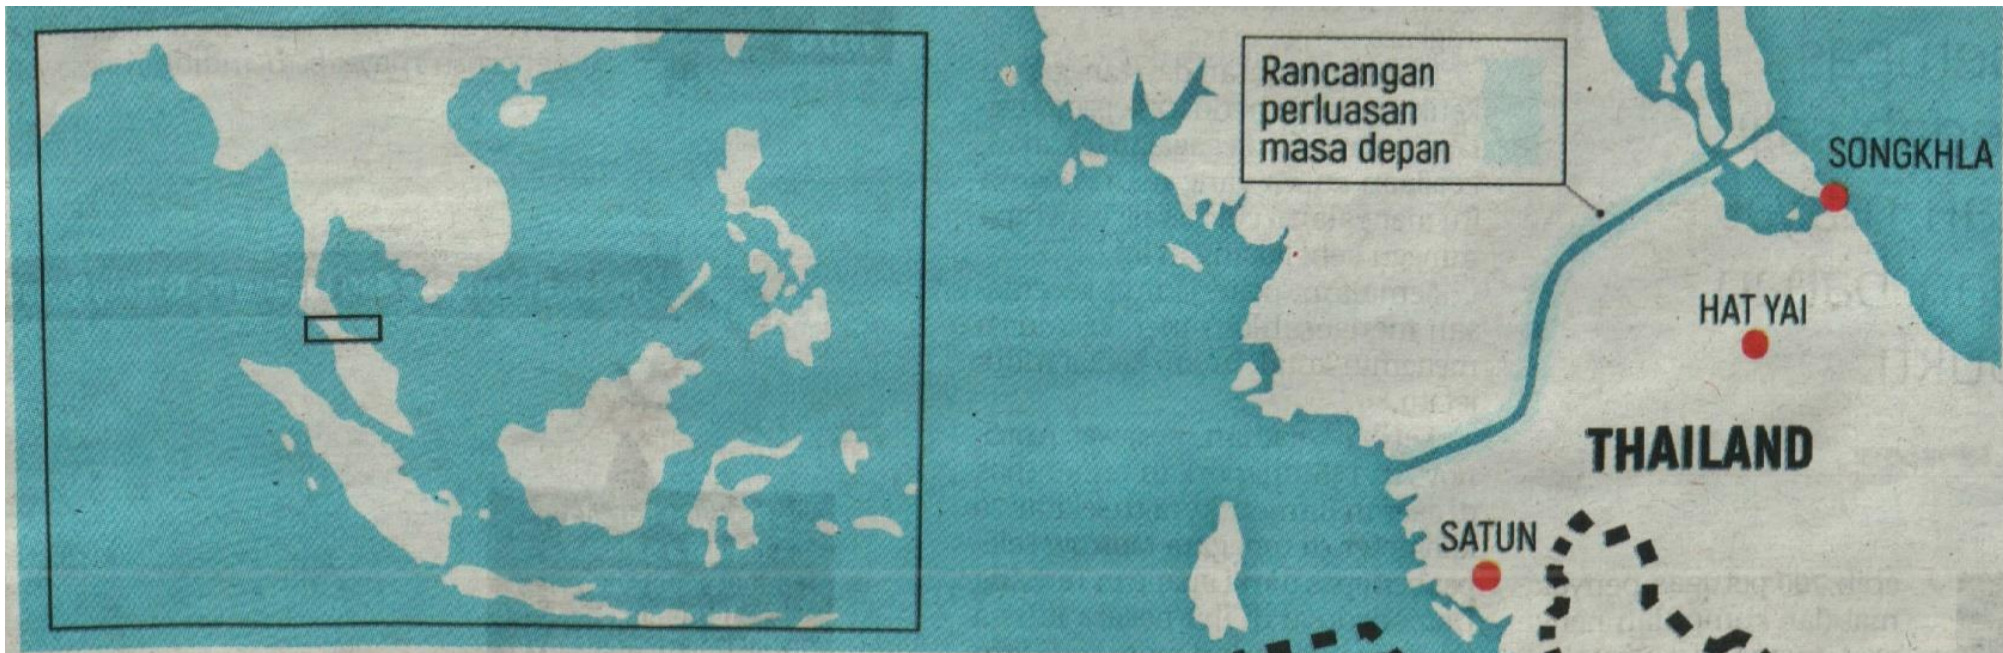 Rancangan
perluasan
masa depan
SONGKHLA
HAT YAI
THAILAND
SATUN